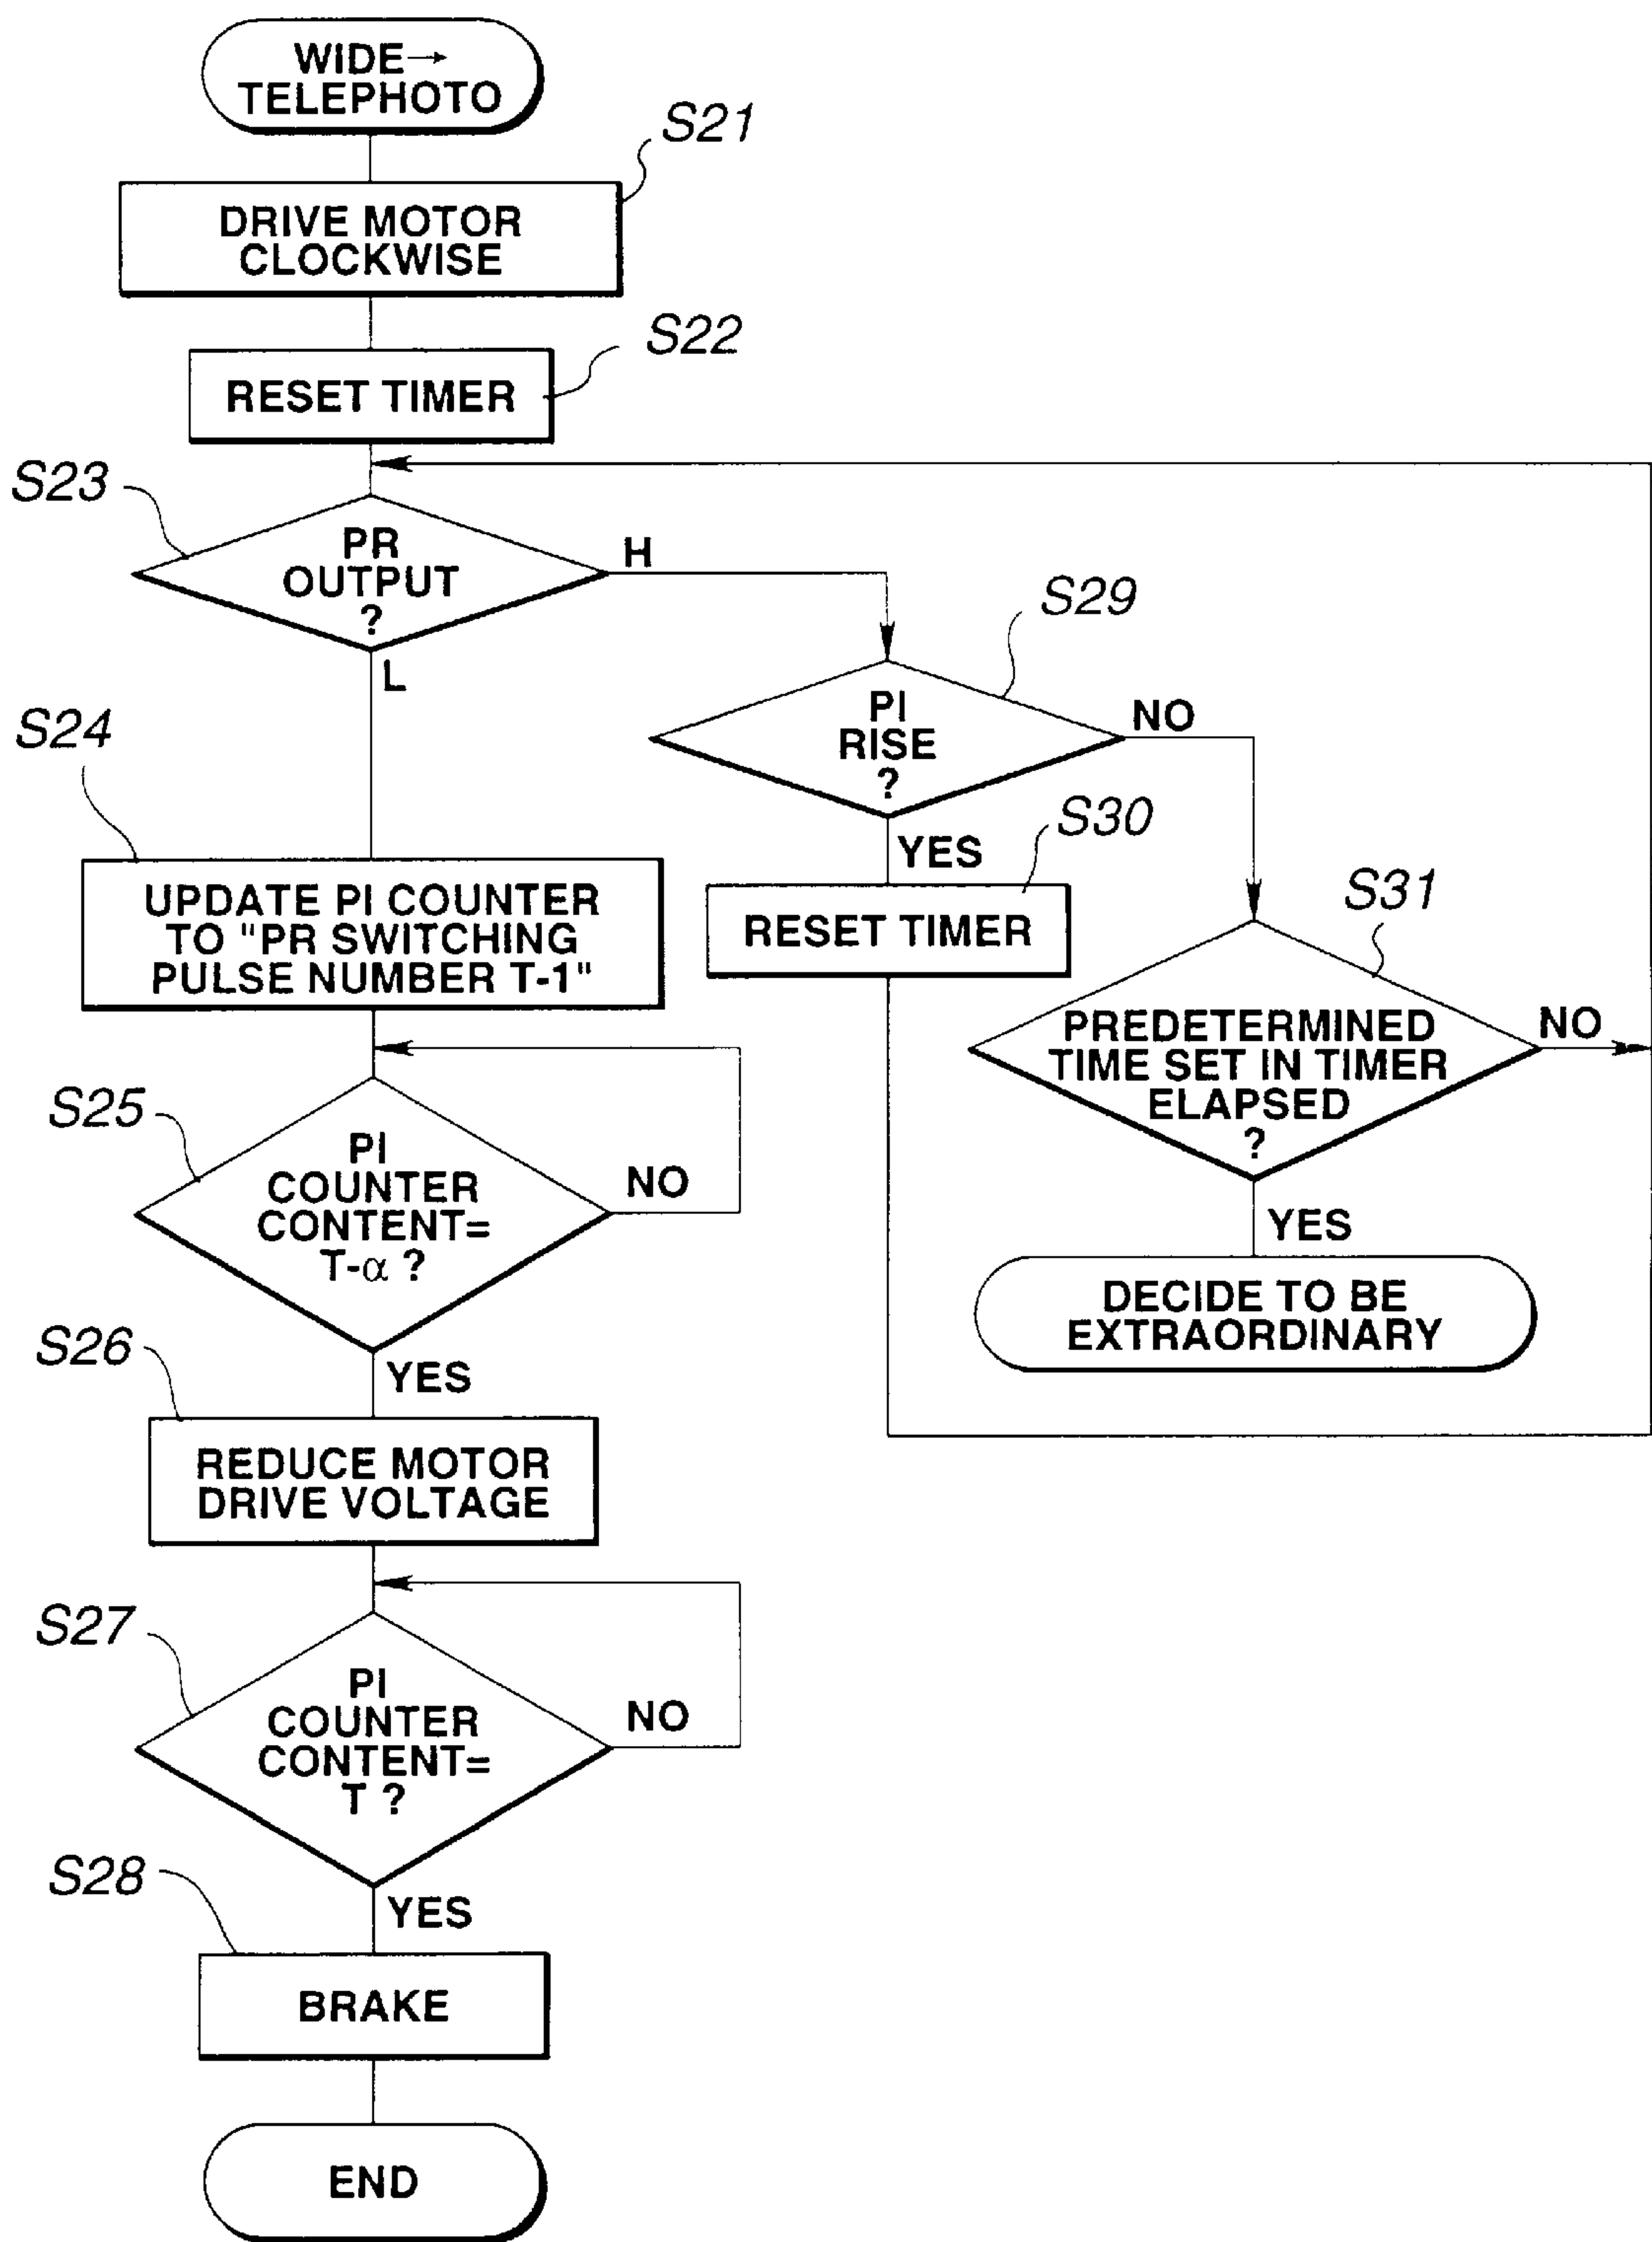 WIDE→
TELEPHOTO
S21
DRIVE MOTOR
CLOCKWISE
S22
RESET TIMER
S23
PR
OUTPUT
?
H
L
S29
PI
RISE
?
NO
YES
S24
UPDATE PI COUNTER
TO "PR SWITCHING
PULSE NUMBER T-1"
S30
RESET TIMER
S31
PREDETERMINED
TIME SET IN TIMER
ELAPSED
?
NO
YES
DECIDE TO BE
EXTRAORDINARY
S25
PI
COUNTER
CONTENT=
T-α ?
NO
YES
S26
REDUCE MOTOR
DRIVE VOLTAGE
S27
PI
COUNTER
CONTENT=
T ?
NO
YES
S28
BRAKE
END